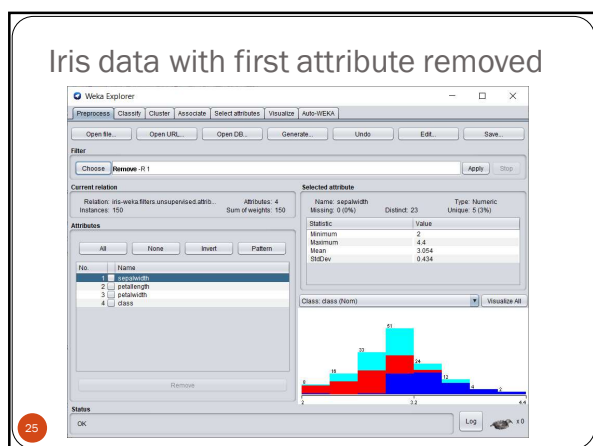 Iris data with first attribute removed
Weka Explorer
Preprocess Classify Cluster Associate Select attributes Visualize Auto-WEKA
Open file... Open URL... Open DB... Generate... Undo Edit... Save...
Filter
Choose Remove -R 1 Apply Stop
Current relation
Relation: iris-weka.filters.unsupervised.attrib... Attributes: 4
Instances: 150 Sum of weights: 150
Attributes
All None Invert Pattern
No. Name
1 sepalwidth
2 petallength
3 petalwidth
4 class
Remove
Selected attribute
Name: sepalwidth Type: Numeric
Missing: 0 (0%) Distinct: 23 Unique: 5 (3%)
Statistic Value
Minimum 2
Maximum 4.4
Mean 3.054
StdDev 0.434
Class: class (Nom) Visualize All
51
33
24
16
12
4
2
2 3.2 4.4
Status
OK
Log x 0
25